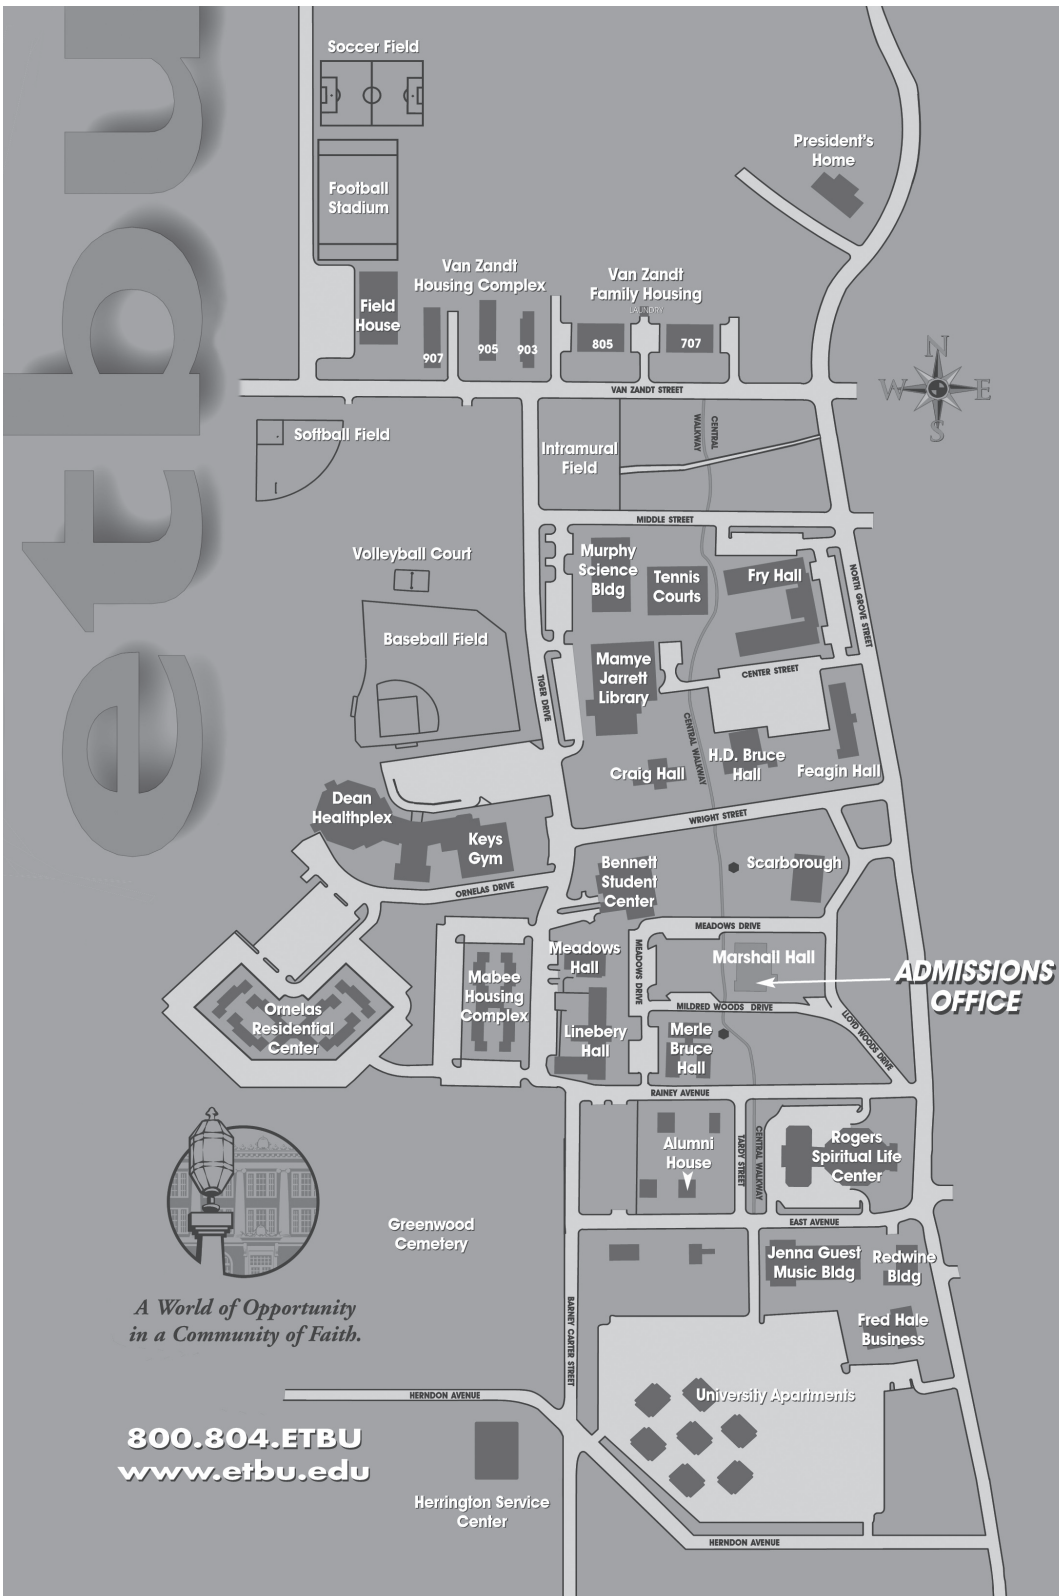 etbu
Soccer Field
President's
Home
Football
Stadium
Van Zandt
Housing Complex
Van Zandt
Family Housing
LAUNDRY
Field
House
907
905
903
805
707
VAN ZANDT STREET
N
W
E
S
Softball Field
CENTRAL
WALKWAY
Intramural
Field
MIDDLE STREET
Volleyball Court
Murphy
Science
Bldg
Tennis
Courts
Fry Hall
NORTH GROVE STREET
Baseball Field
Mamye
Jarrett
Library
CENTER STREET
TIGER DRIVE
CENTRAL WALKWAY
H.D. Bruce
Hall
Craig Hall
Feagin Hall
Dean
Healthplex
WRIGHT STREET
Keys
Gym
Bennett
Student
Center
Scarborough
ORNELAS DRIVE
MEADOWS DRIVE
Meadows
Hall
MEADOWS DRIVE
Marshall Hall
ADMISSIONS
OFFICE
Mabee
Housing
Complex
Ornelas
Residential
Center
MILDRED WOODS DRIVE
LLOYD WOODS DRIVE
Linebery
Hall
Merle
Bruce
Hall
RAINEY AVENUE
Alumni
House
TARDY STREET
CENTRAL WALKWAY
Rogers
Spiritual Life
Center
EAST AVENUE
Greenwood
Cemetery
Jenna Guest
Music Bldg
Redwine
Bldg
A World of Opportunity
in a Community of Faith.
BARNEY CARTER STREET
Fred Hale
Business
HERNDON AVENUE
University Apartments
800.804.ETBU
www.etbu.edu
Herrington Service
Center
HERNDON AVENUE